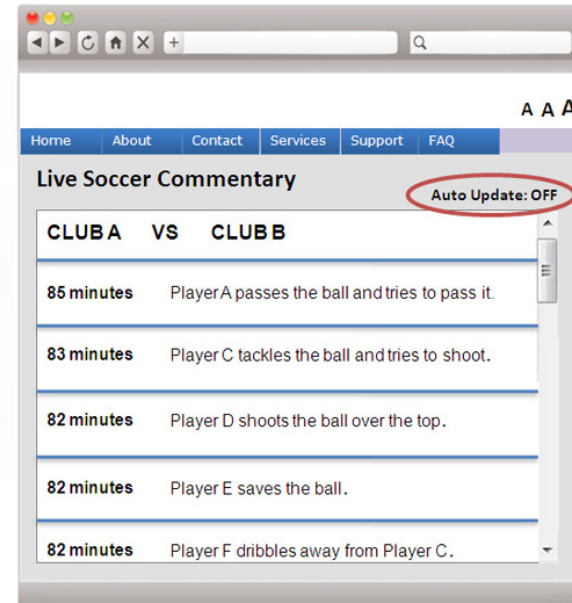 A A A
Home About Contact Services Support FAQ
Live Soccer Commentary
Auto Update: OFF
CLUB A VS CLUB B
85 minutes Player A passes the ball and tries to pass it.
83 minutes Player C tackles the ball and tries to shoot.
82 minutes Player D shoots the ball over the top.
82 minutes Player E saves the ball.
82 minutes Player F dribbles away from Player C.